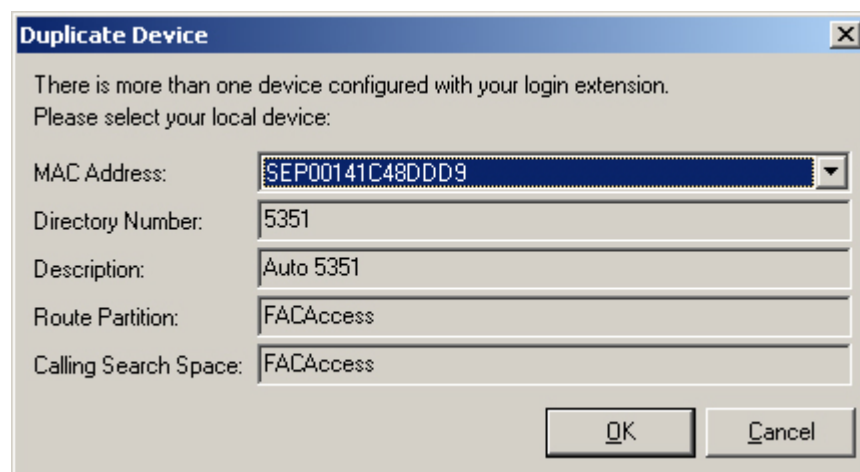 Duplicate Device
There is more than one device configured with your login extension.
Please select your local device:
MAC Address: SEP00141C48DDD9
Directory Number: 5351
Description: Auto 5351
Route Partition: FACAccess
Calling Search Space: FACAccess
OK Cancel